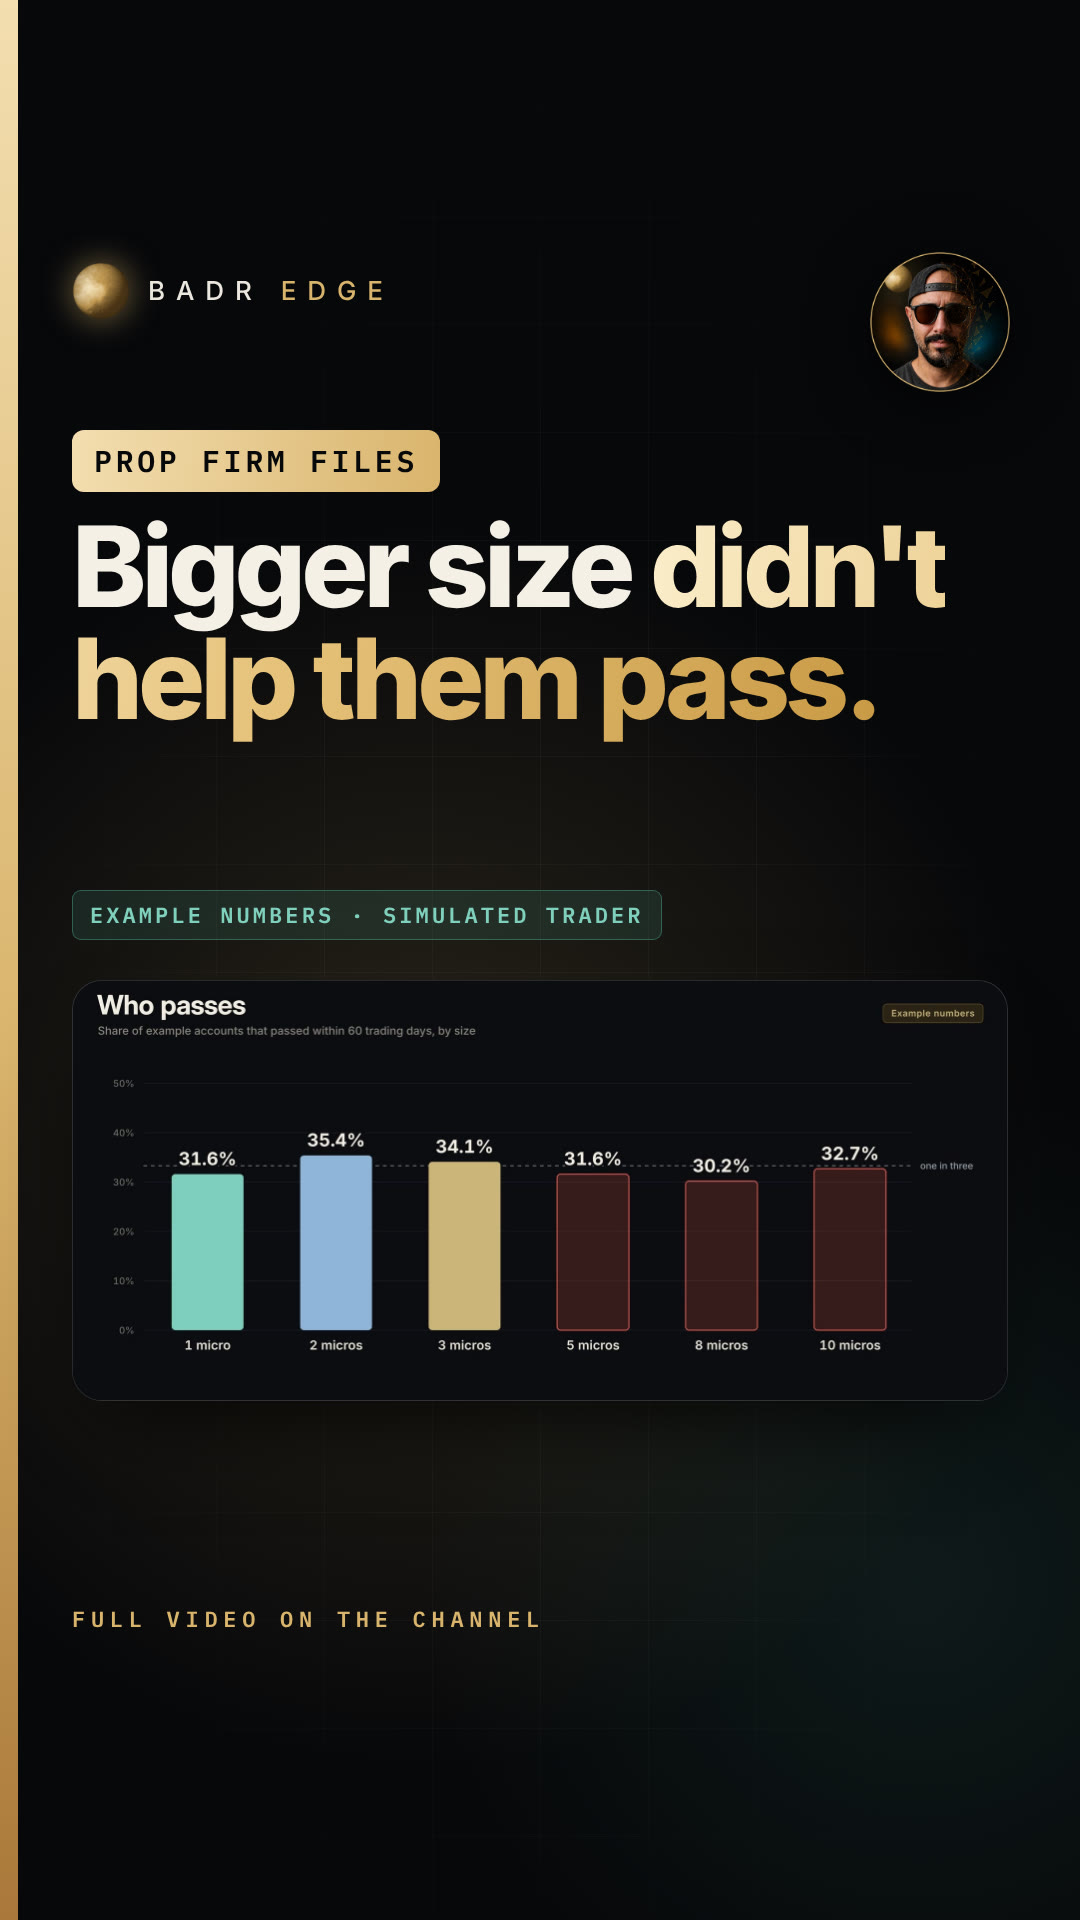 BADR EDGE
PROP FIRM FILES
Bigger size didn't
help them pass.
EXAMPLE NUMBERS · SIMULATED TRADER
Who passes
Example numbers
Share of example accounts that passed within 60 trading days, by size
50%
40%
30%
20%
10%
0%
31.6%
35.4%
34.1%
31.6%
30.2%
32.7%
one in three
1 micro
2 micros
3 micros
5 micros
8 micros
10 micros
FULL VIDEO ON THE CHANNEL